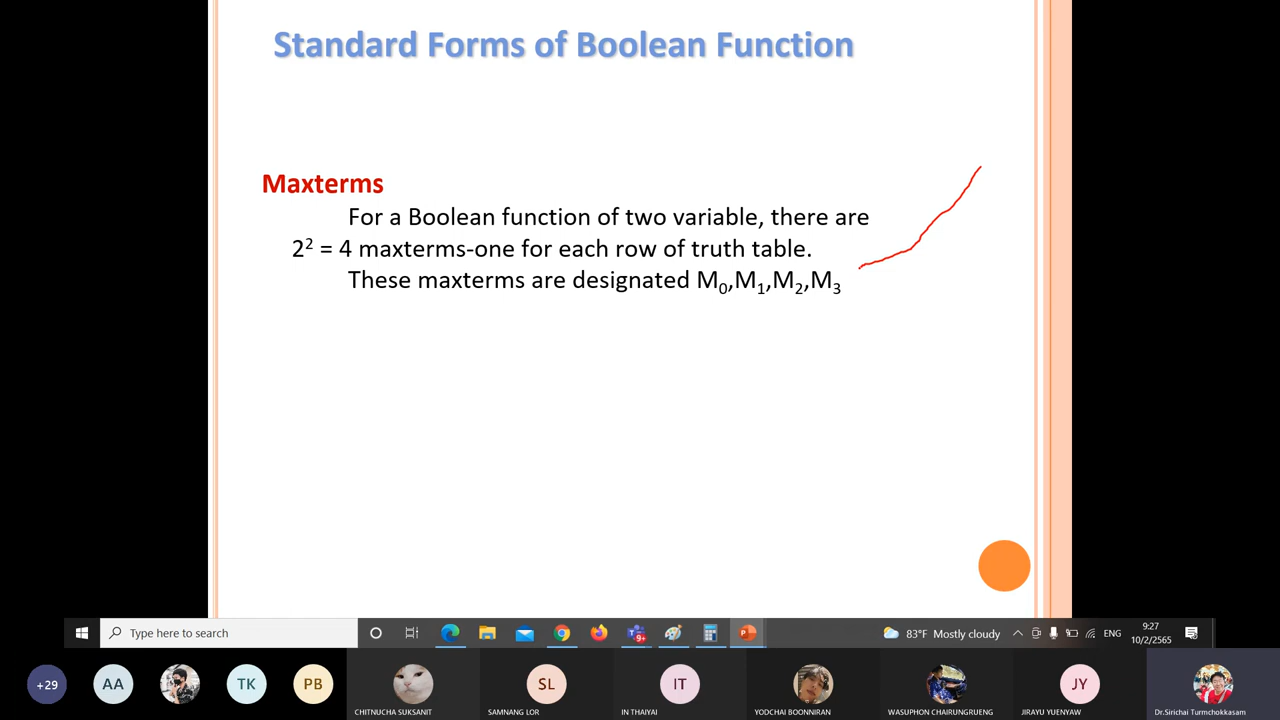 Standard Forms of Boolean Function
Maxterms
For a Boolean function of two variable, there are
2² = 4 maxterms-one for each row of truth table.
These maxterms are designated M₀,M₁,M₂,M₃
Type here to search
9+
83°F Mostly cloudy
ENG
9:27
10/2/2565
+29
AA
TK
PB
CHITNUCHA SUKSANIT
SL
SAMNANG LOR
IT
IN THAIYAI
YODCHAI BOONNIRAN
WASUPHON CHAIRUNGRUENG
JY
JIRAYU YUENYAW
Dr.Sirichai Turmchokkasam